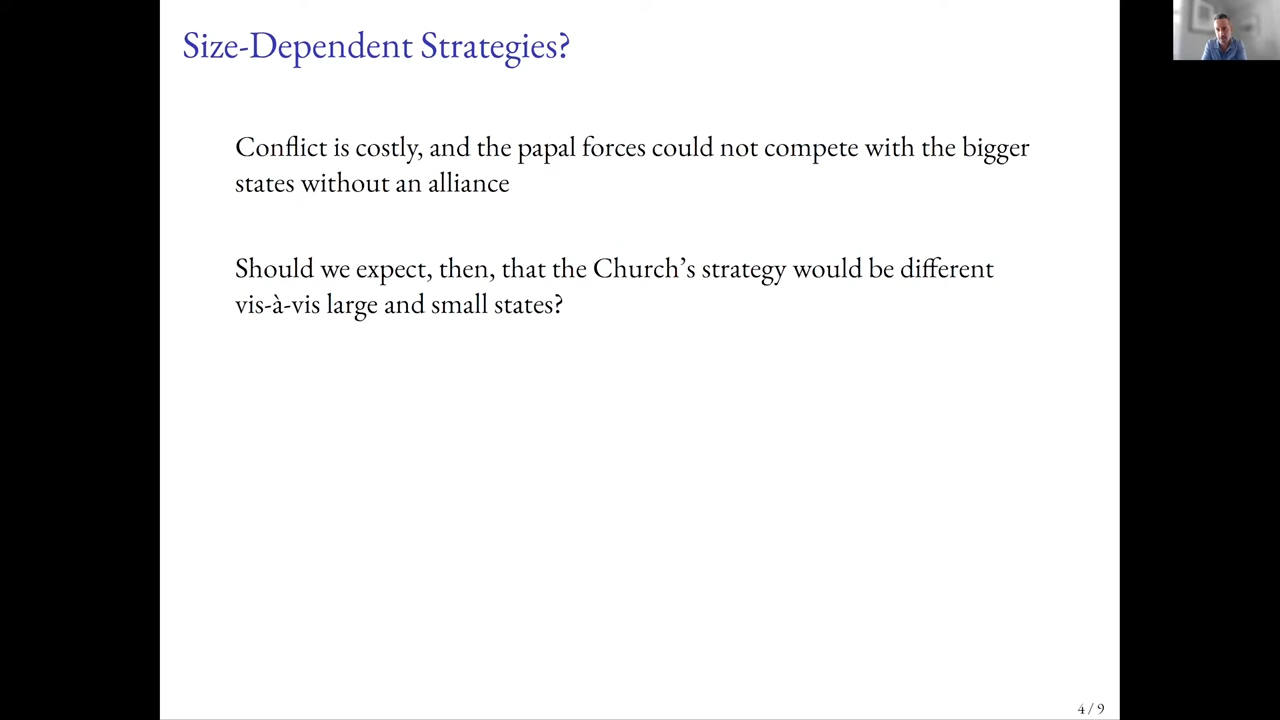 Size-Dependent Strategies?
Conflict is costly, and the papal forces could not compete with the bigger
states without an alliance
Should we expect, then, that the Church’s strategy would be different
vis-à-vis large and small states?
4 / 9